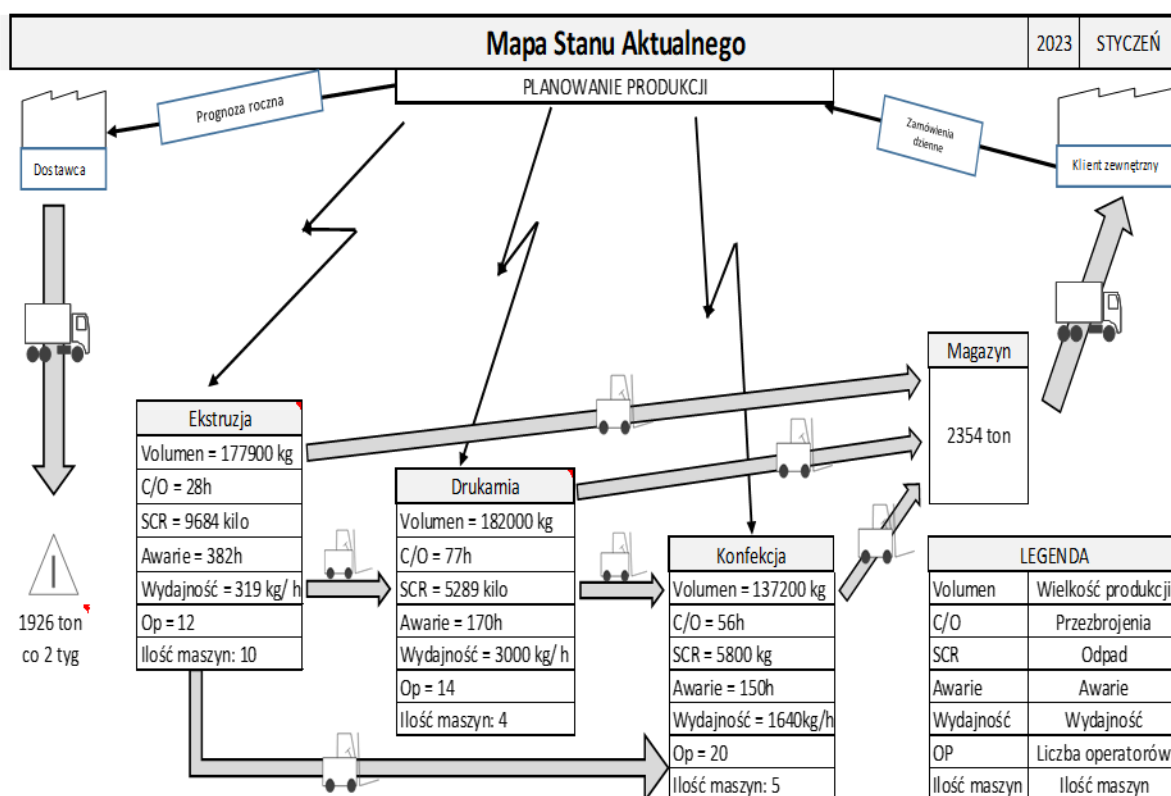 Mapa Stanu Aktualnego
2023
STYCZEŃ
PLANOWANIE PRODUKCJI
Prognoza roczna
Zamówienia
dzienne
Dostawca
Klient zewnętrzny
Magazyn
2354 ton
Ekstruzja
Volumen = 177900 kg
C/O = 28h
SCR = 9684 kilo
Awarie = 382h
Wydajność = 319 kg/ h
Op = 12
Ilość maszyn: 10
Drukarnia
Volumen = 182000 kg
C/O = 77h
SCR = 5289 kilo
Awarie = 170h
Wydajność = 3000 kg/ h
Op = 14
Ilość maszyn: 4
Konfekcja
Volumen = 137200 kg
C/O = 56h
SCR = 5800 kg
Awarie = 150h
Wydajność = 1640kg/h
Op = 20
Ilość maszyn: 5
1926 ton
co 2 tyg
LEGENDA
Volumen Wielkość produkcji
C/O Przezbrojenia
SCR Odpad
Awarie Awarie
Wydajność Wydajność
OP Liczba operatorów
Ilość maszyn Ilość maszyn